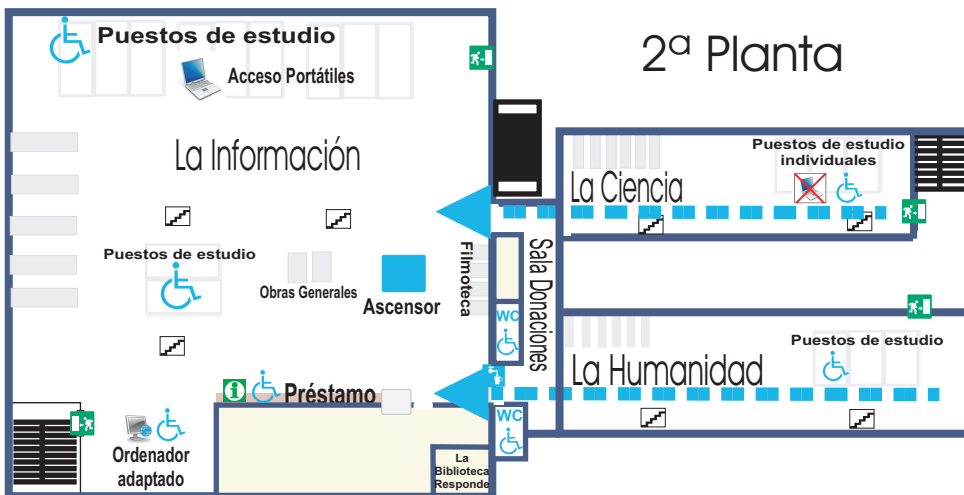 Puestos de estudio
Acceso Portátiles
2ª Planta
La Información
Puestos de estudio
individuales
La Ciencia
Puestos de estudio
Obras Generales
Ascensor
Filmoteca
Sala Donaciones
WC
Puestos de estudio
La Humanidad
Préstamo
WC
Ordenador
adaptado
La
Biblioteca
Responde